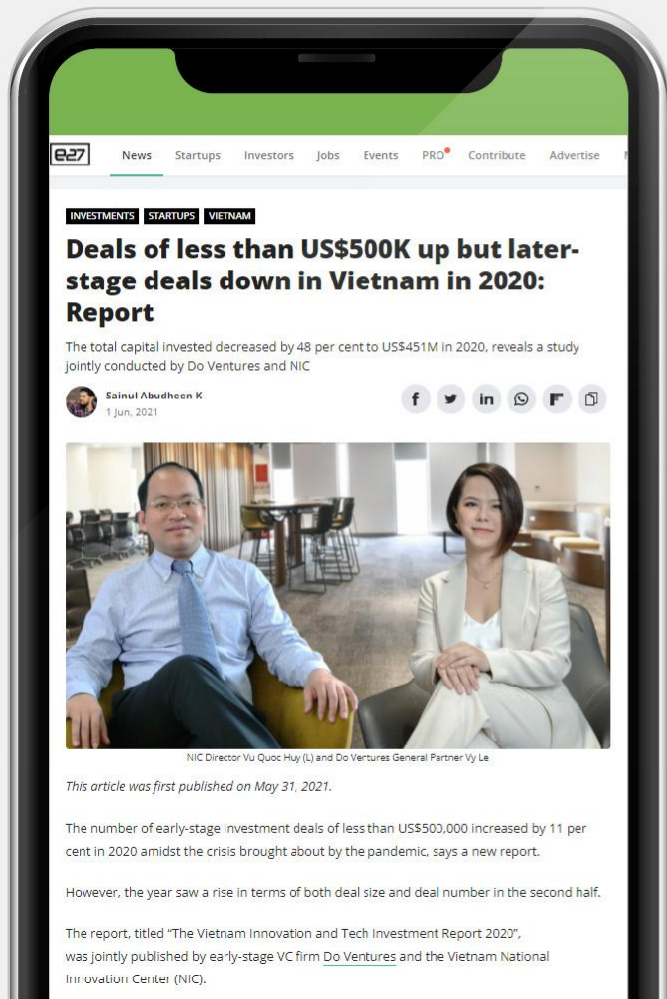 e27
News Startups Investors Jobs Events PRO Contribute Advertise
INVESTMENTS STARTUPS VIETNAM
Deals of less than US$500K up but later-
stage deals down in Vietnam in 2020:
Report
The total capital invested decreased by 48 per cent to US$451M in 2020, reveals a study
jointly conducted by Do Ventures and NIC
Sainul Abudheen K
1 Jun, 2021
NIC Director Vu Quoc Huy (L) and Do Vertures General Partner Vy Le
This article was first published on May 31, 2021.
The number of early-stage investment deals of less than US$500,000 increased by 11 per
cent in 2020 amidst the crisis brought about by the pandemic, says a new report.
However, the year saw a rise in terms of both deal size and deal number in the second half.
The report, titled “The Vietnam Innovation and Tech Investment Report 2020”,
was jointly published by early-stage VC firm Do Ventures and the Vietnam National
Innovation Center (NIC).